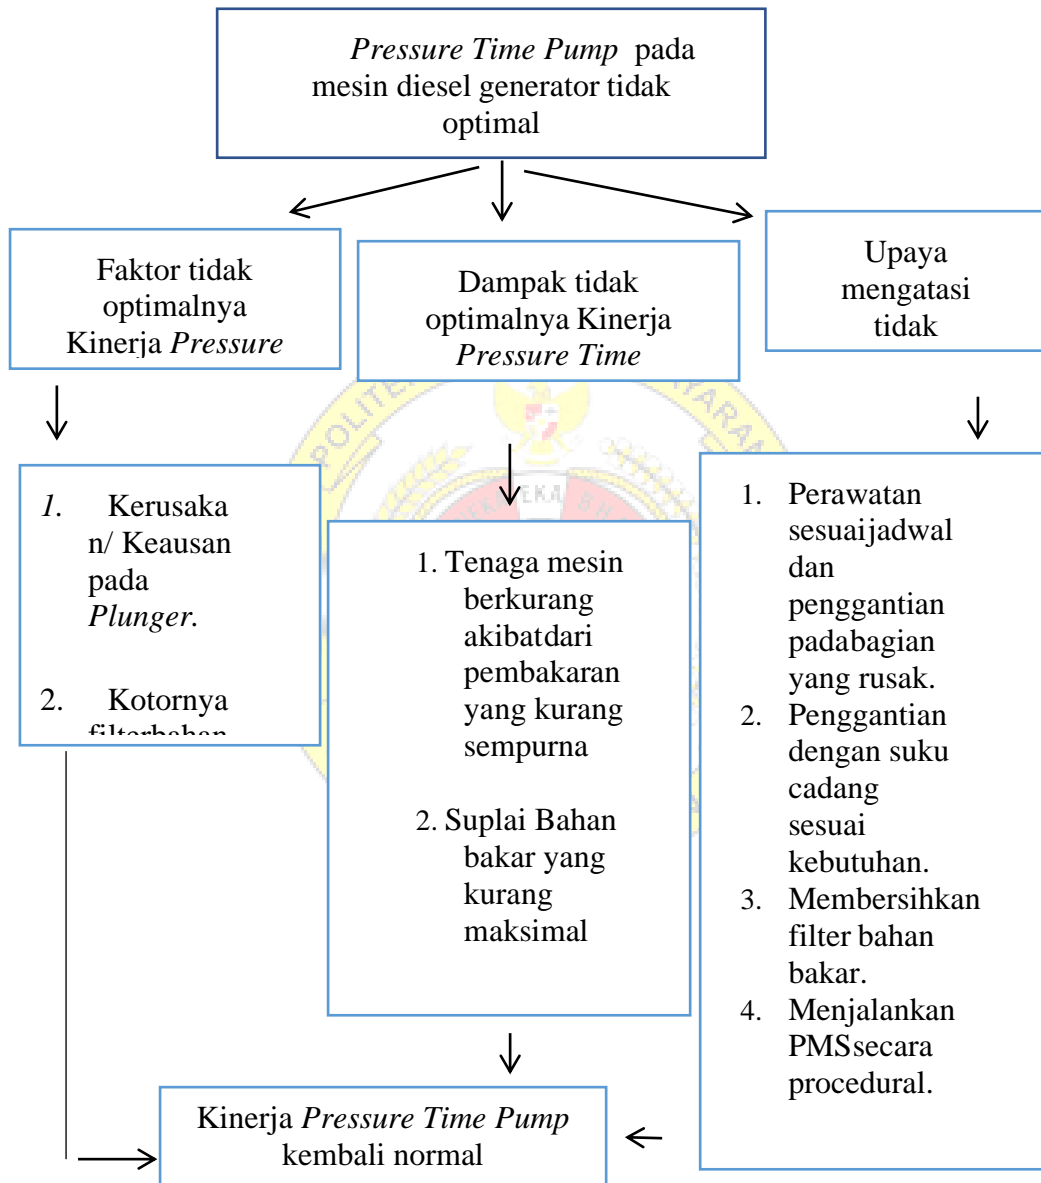 Pressure Time Pump pada
mesin diesel generator tidak
optimal
Faktor tidak
optimalnya
Kinerja Pressure
Dampak tidak
optimalnya Kinerja
Pressure Time
Upaya
mengatasi
tidak
1. Kerusaka
n/ Keausan
pada
Plunger.
2. Kotornya
filterbahan
1. Tenaga mesin
berkurang
akibatdari
pembakaran
yang kurang
sempurna
2. Suplai Bahan
bakar yang
kurang
maksimal
1. Perawatan
sesuaijadwal
dan
penggantian
padabagian
yang rusak.
2. Penggantian
dengan suku
cadang
sesuai
kebutuhan.
3. Membersihkan
filter bahan
bakar.
4. Menjalankan
PMSsecara
procedural.
Kinerja Pressure Time Pump
kembali normal